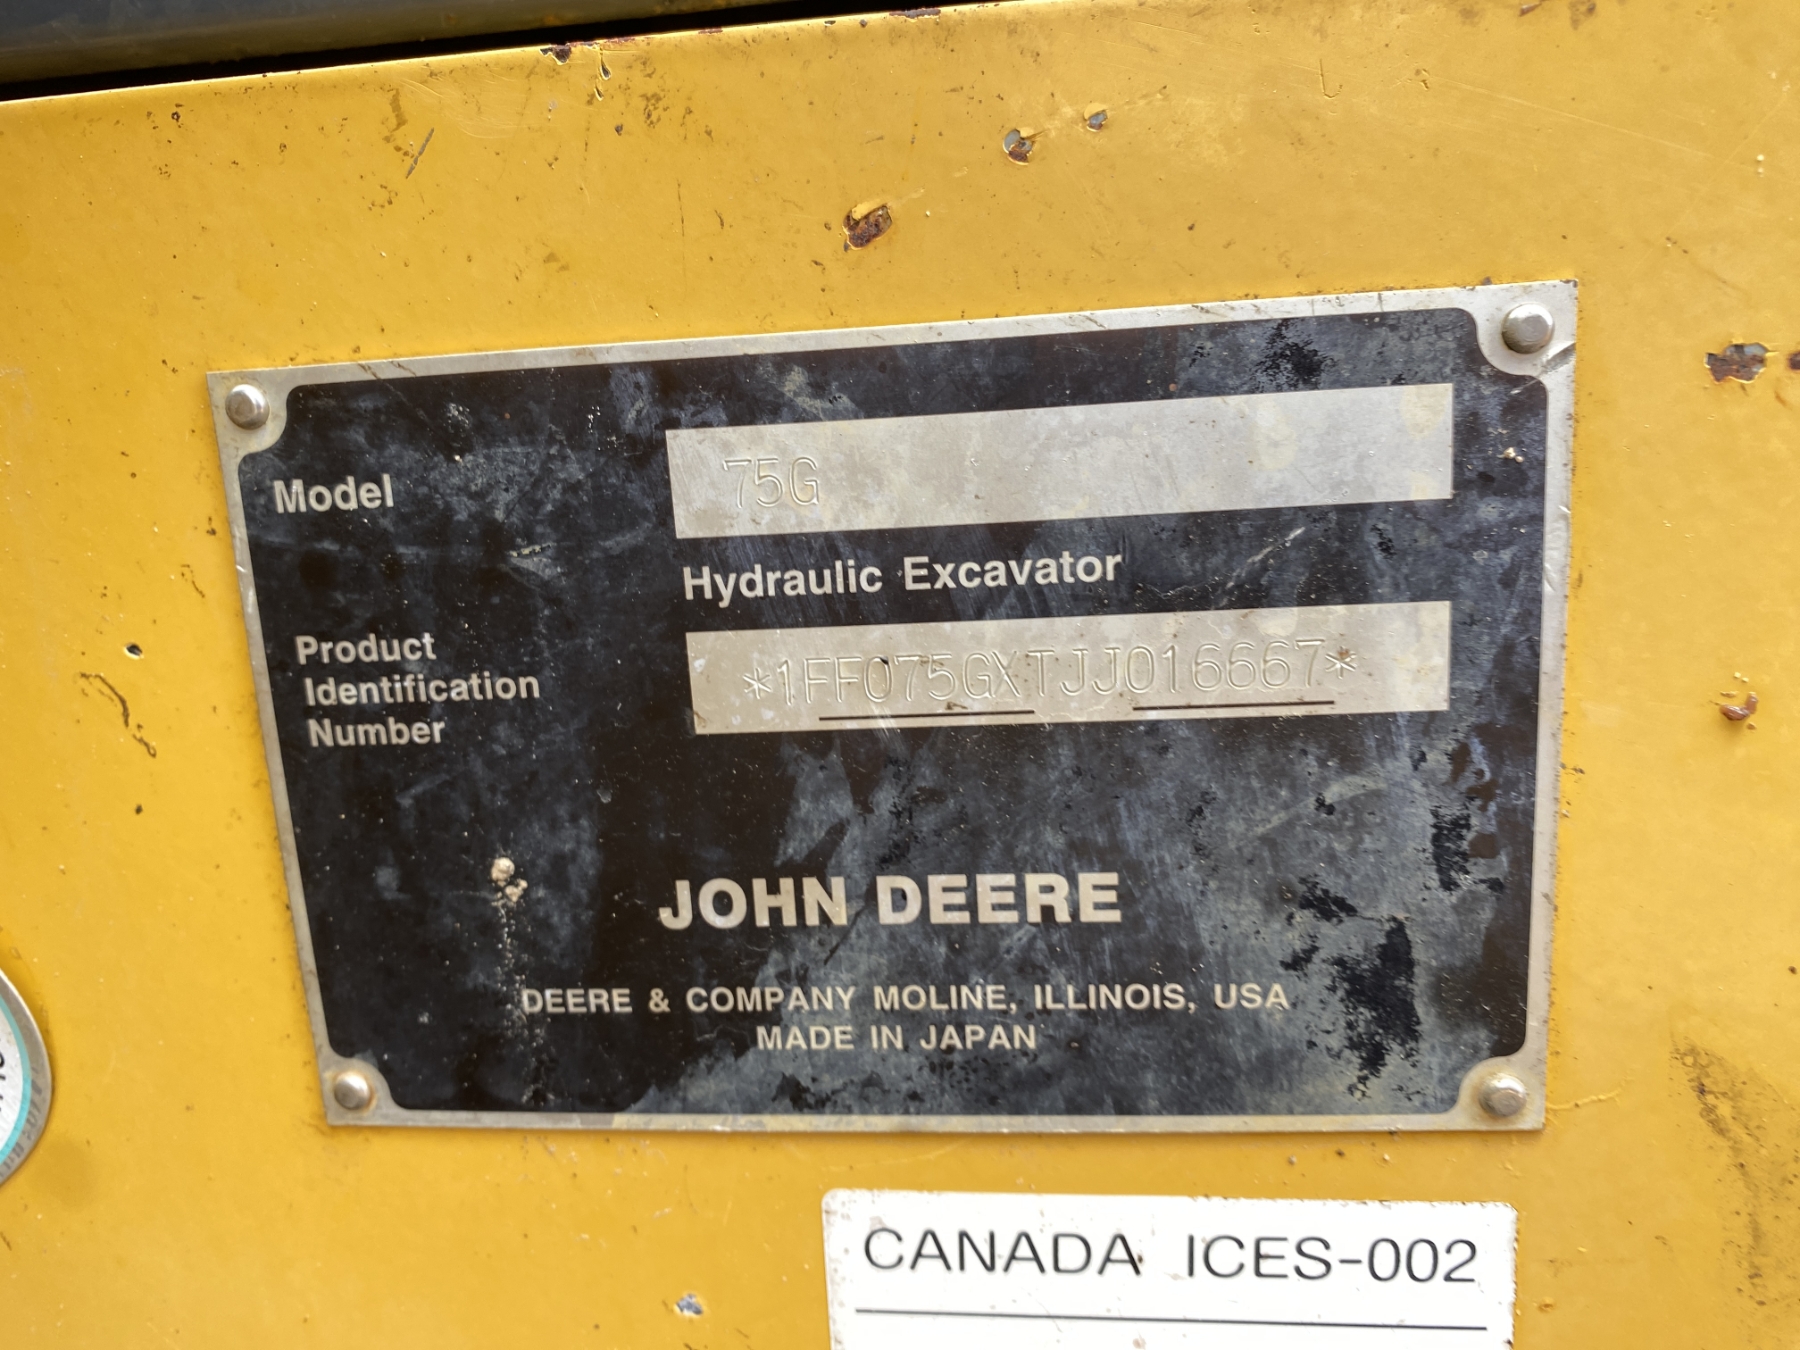 Model
75G
Hydraulic Excavator
Product
Identification
Number
*1FF075GXTJJ016667*
JOHN DEERE
DEERE & COMPANY MOLINE, ILLINOIS, USA
MADE IN JAPAN
CANADA ICES-002